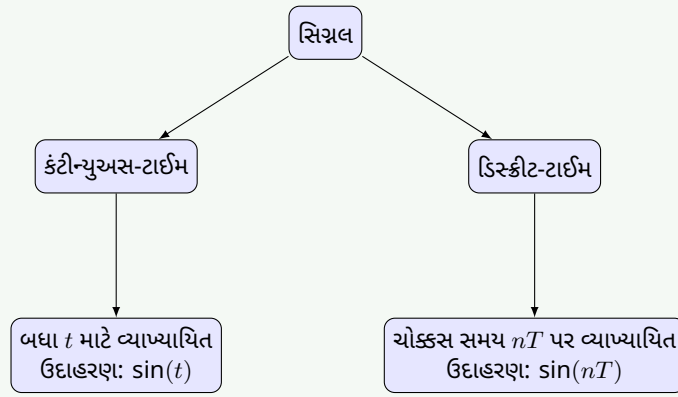 સિગ્નલ
કંટીન્યુઅસ-ટાઈમ
ડિસ્ક્રીટ-ટાઈમ
બધા t માટે વ્યાખ્યાયિત
ઉદાહરણ: sin(t)
ચોક્કસ સમય nT પર વ્યાખ્યાયિત
ઉદાહરણ: sin(nT)